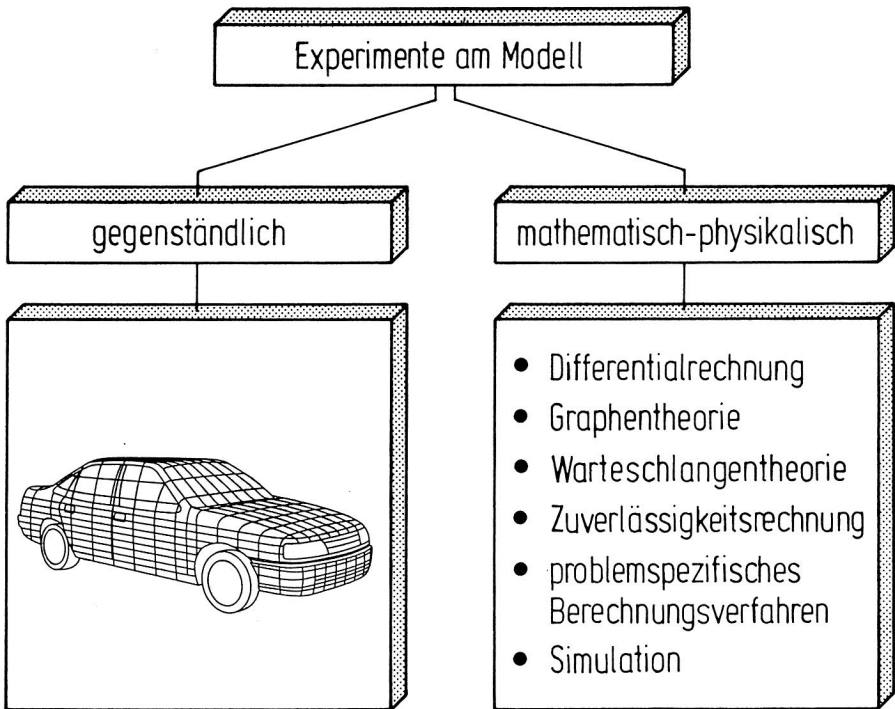 Experimente am Modell
gegenständlich
mathematisch-physikalisch
• Differentialrechnung
• Graphentheorie
• Warteschlangentheorie
• Zuverlässigkeitsrechnung
• problemspezifisches
Berechnungsverfahren
• Simulation